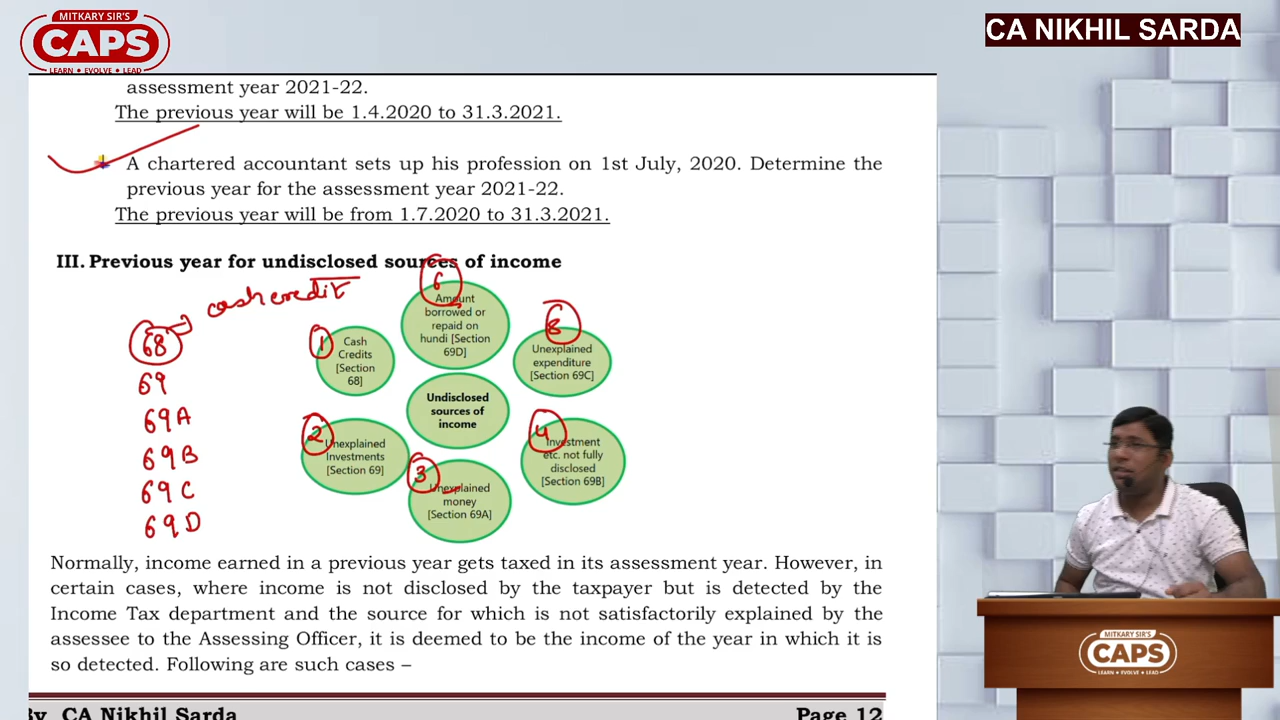 MITKARY SIR'S
CAPS
LEARN • EVOLVE • LEAD
CA NIKHIL SARDA
assessment year 2021-22.
The previous year will be 1.4.2020 to 31.3.2021.
A chartered accountant sets up his profession on 1st July, 2020. Determine the
previous year for the assessment year 2021-22.
The previous year will be from 1.7.2020 to 31.3.2021.
III. Previous year for undisclosed sources of income
cash credit
68
69
69A
69B
69C
69D
6
Amount
borrowed or
repaid on
hundi [Section
69D]
1
Cash
Credits
[Section
68]
Unexplained
expenditure
[Section 69C]
Undisclosed
sources of
income
2
Unexplained
Investments
[Section 69]
3
Unexplained
money
[Section 69A]
4
Investment
etc. not fully
disclosed
[Section 69B]
Normally, income earned in a previous year gets taxed in its assessment year. However, in
certain cases, where income is not disclosed by the taxpayer but is detected by the
Income Tax department and the source for which is not satisfactorily explained by the
assessee to the Assessing Officer, it is deemed to be the income of the year in which it is
so detected. Following are such cases –
By CA Nikhil Sarda
Page 12
MITKARY SIR'S
CAPS
LEARN • EVOLVE • LEAD